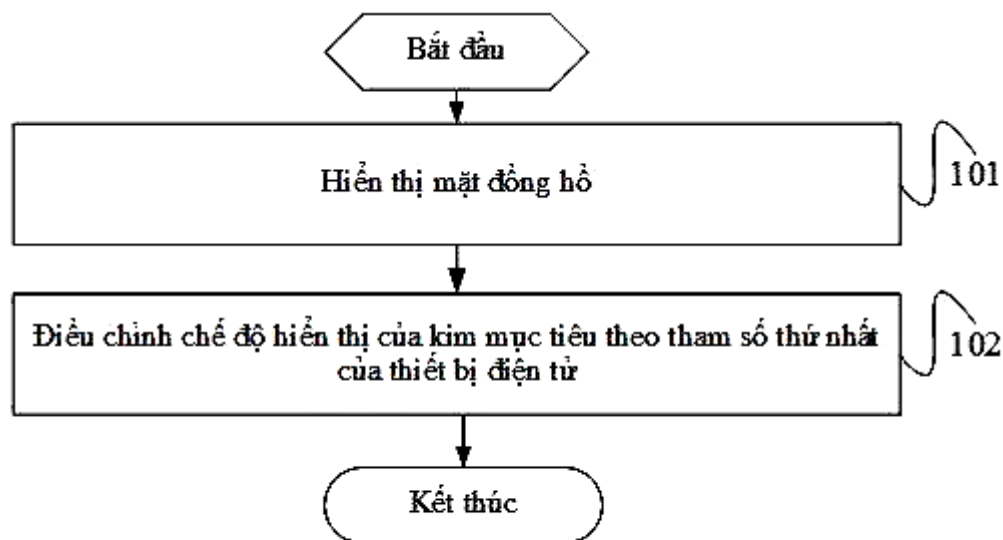 Bắt đầu
Hiển thị mặt đồng hồ
101
Điều chỉnh chế độ hiển thị của kim mục tiêu theo tham số thứ nhất
của thiết bị điện tử
102
Kết thúc